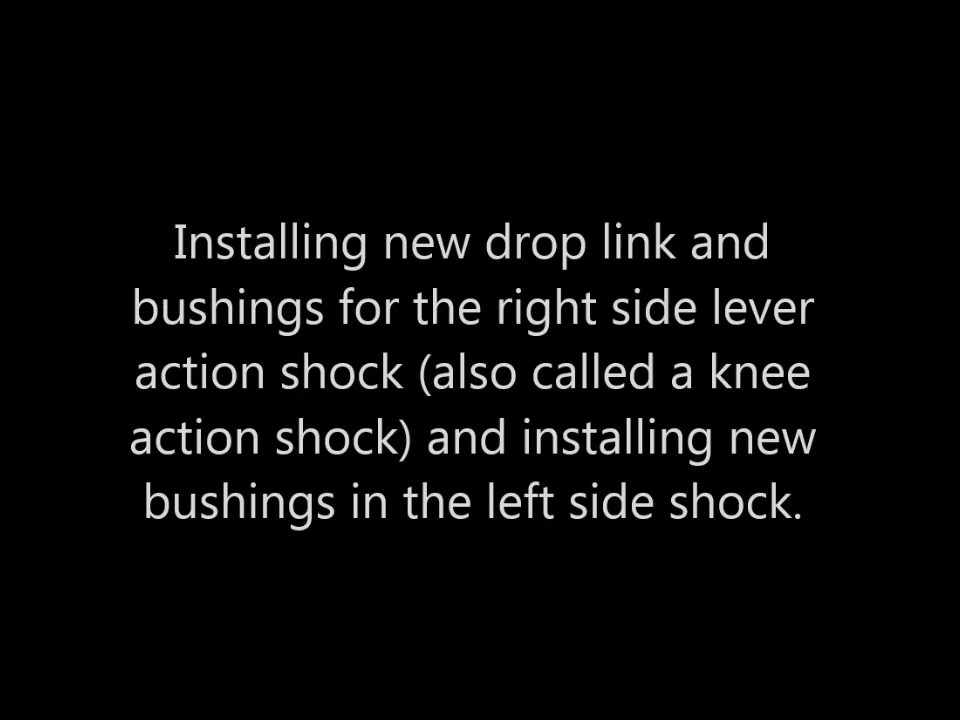 Installing new drop link and
bushings for the right side lever
action shock (also called a knee
action shock) and installing new
bushings in the left side shock.